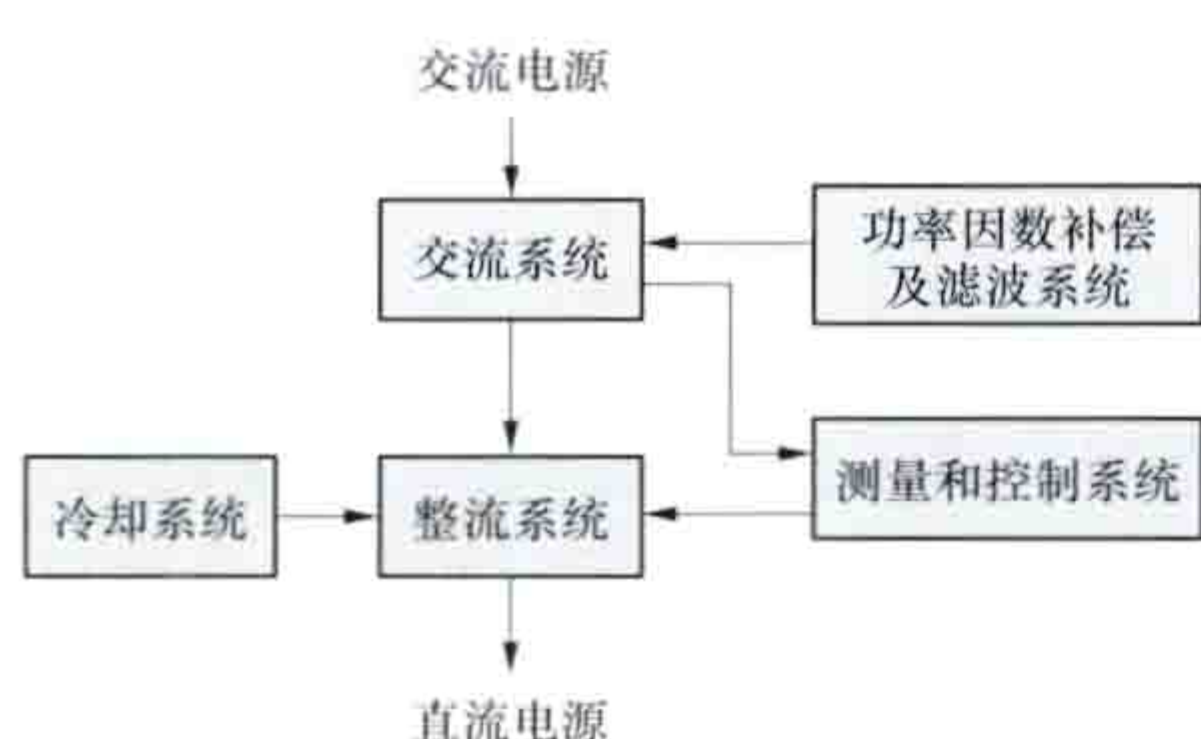 交流电源
交流系统
功率因数补偿
及滤波系统
测量和控制系统
冷却系统
整流系统
直流电源